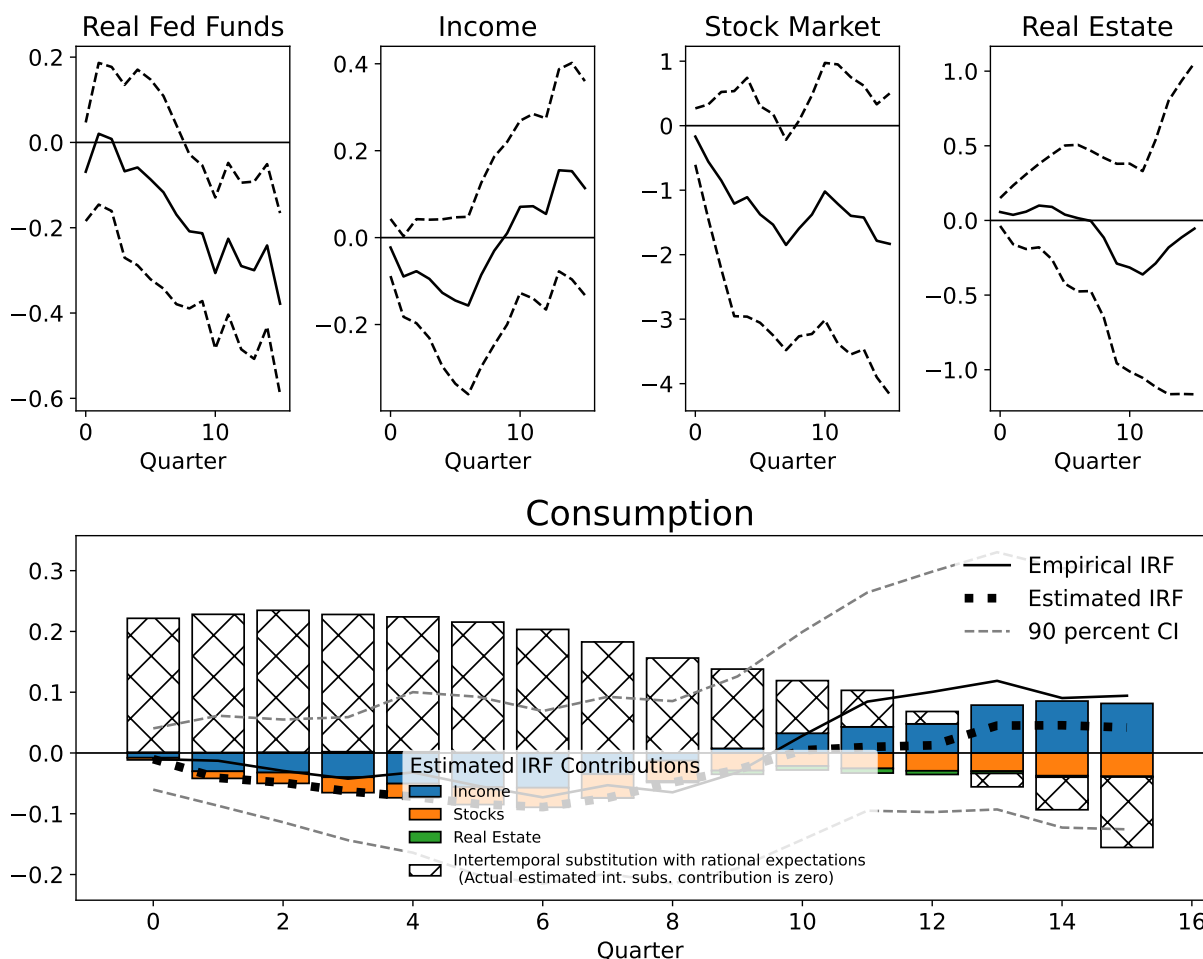 Real Fed Funds
Income
Stock Market
Real Estate
0.2
0.0
−0.2
−0.4
−0.6
0
10
Quarter
0.4
0.2
0.0
−0.2
0
10
Quarter
1
0
−1
−2
−3
−4
0
10
Quarter
1.0
0.5
0.0
−0.5
−1.0
0
10
Quarter
Consumption
0.3
0.2
0.1
0.0
−0.1
−0.2
Empirical IRF
Estimated IRF
90 percent CI
Estimated IRF Contributions
Income
Stocks
Real Estate
Intertemporal substitution with rational expectations
(Actual estimated int. subs. contribution is zero)
0
2
4
6
8
10
12
14
16
Quarter